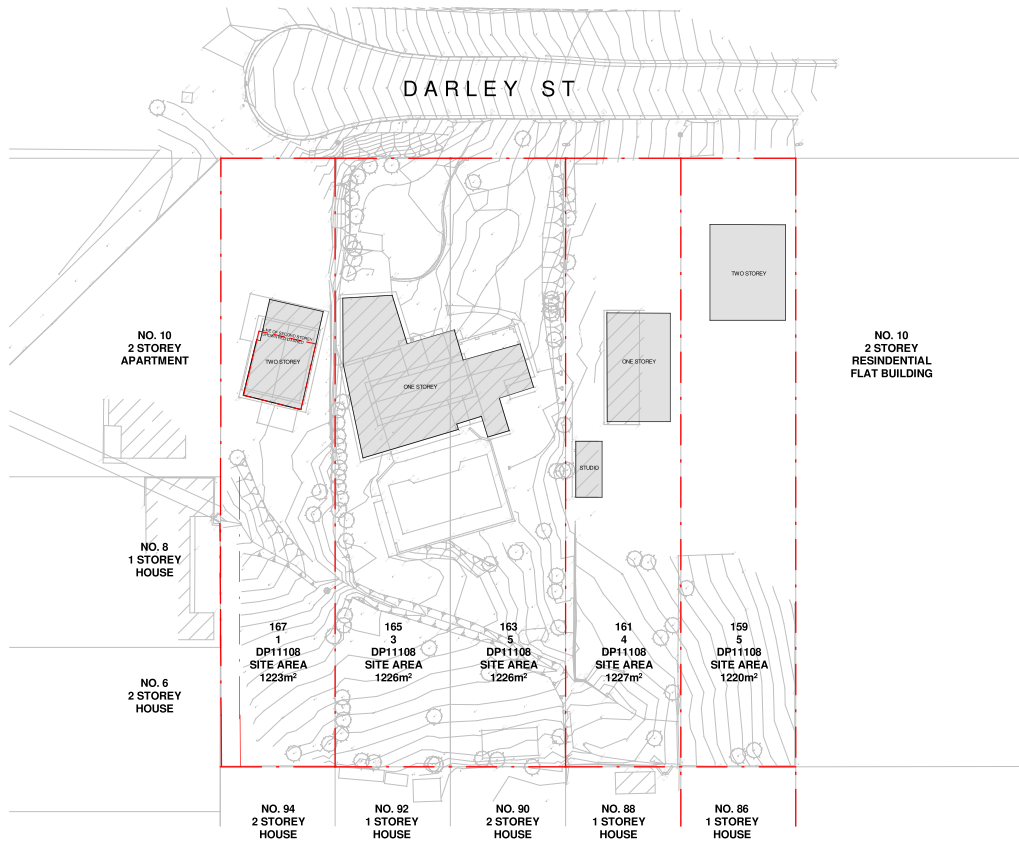 DARLEY ST
TWO STOREY
NO. 10
2 STOREY
APARTMENT
TWO STOREY
ONE STOREY
ONE STOREY
NO. 10
2 STOREY
RESINDENTIAL
FLAT BUILDING
STUDIO
NO. 8
1 STOREY
HOUSE
167
1
DP11108
SITE AREA
1223m²
165
3
DP11108
SITE AREA
1226m²
163
5
DP11108
SITE AREA
1226m²
161
4
DP11108
SITE AREA
1227m²
159
5
DP11108
SITE AREA
1220m²
NO. 6
2 STOREY
HOUSE
NO. 94
2 STOREY
HOUSE
NO. 92
1 STOREY
HOUSE
NO. 90
2 STOREY
HOUSE
NO. 88
1 STOREY
HOUSE
NO. 86
1 STOREY
HOUSE